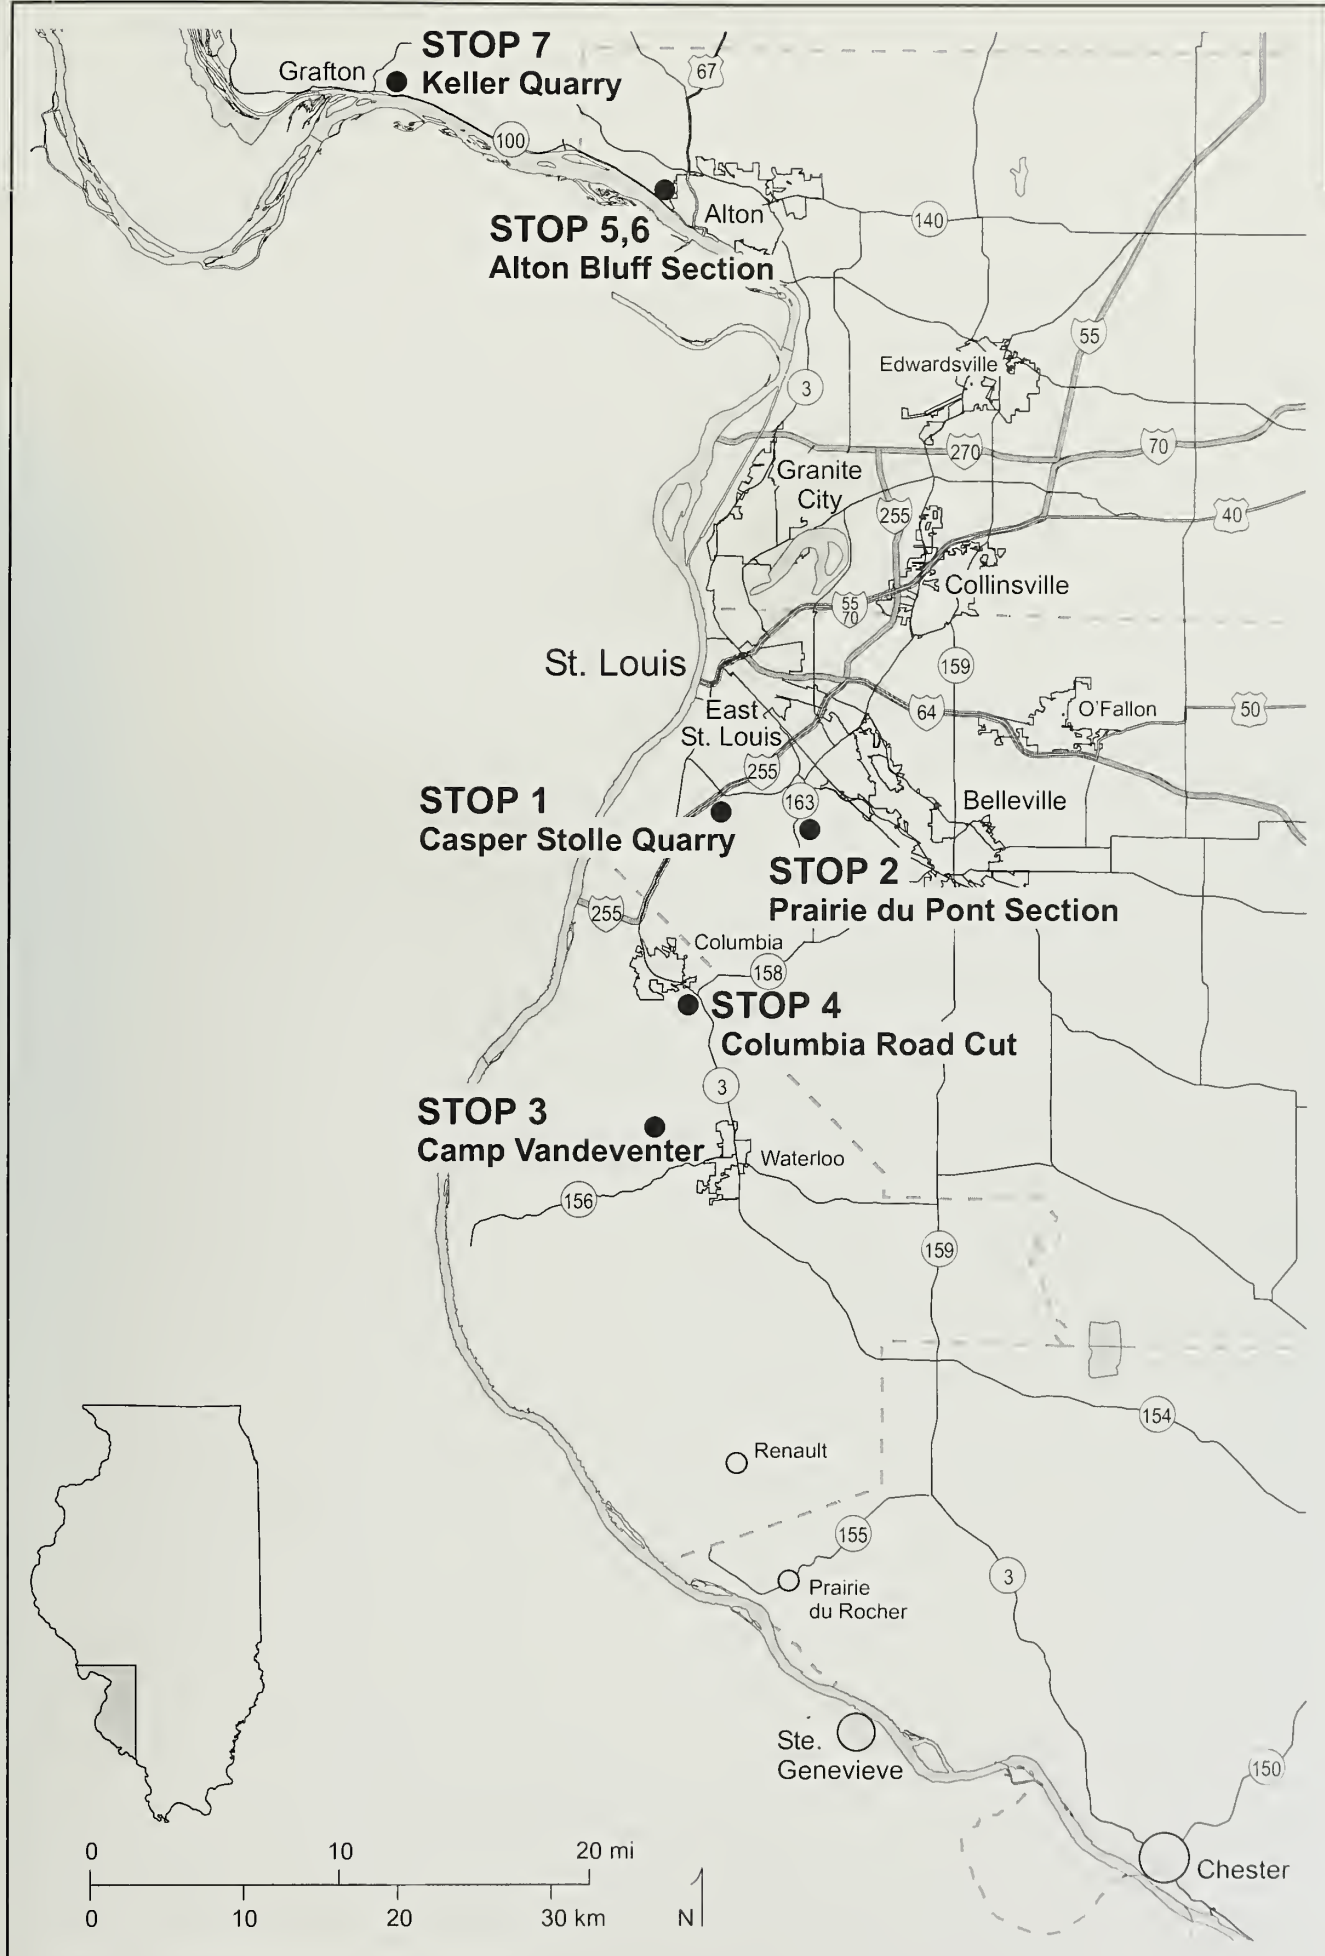 STOP 7
Grafton
Keller Quarry
67
100
Alton
140
STOP 5,6
Alton Bluff Section
55
Edwardsville
3
270
70
Granite
City
255
40
Collinsville
55
70
St. Louis
159
East
St. Louis
64
O'Fallon
50
255
STOP 1
Casper Stolle Quarry
163
Belleville
STOP 2
Prairie du Pont Section
255
Columbia
158
STOP 4
Columbia Road Cut
3
STOP 3
Camp Vandeventer
Waterloo
156
159
154
Renault
155
3
Prairie
du Rocher
Ste.
Genevieve
150
Chester
0 10 20 mi
0 10 20 30 km
N